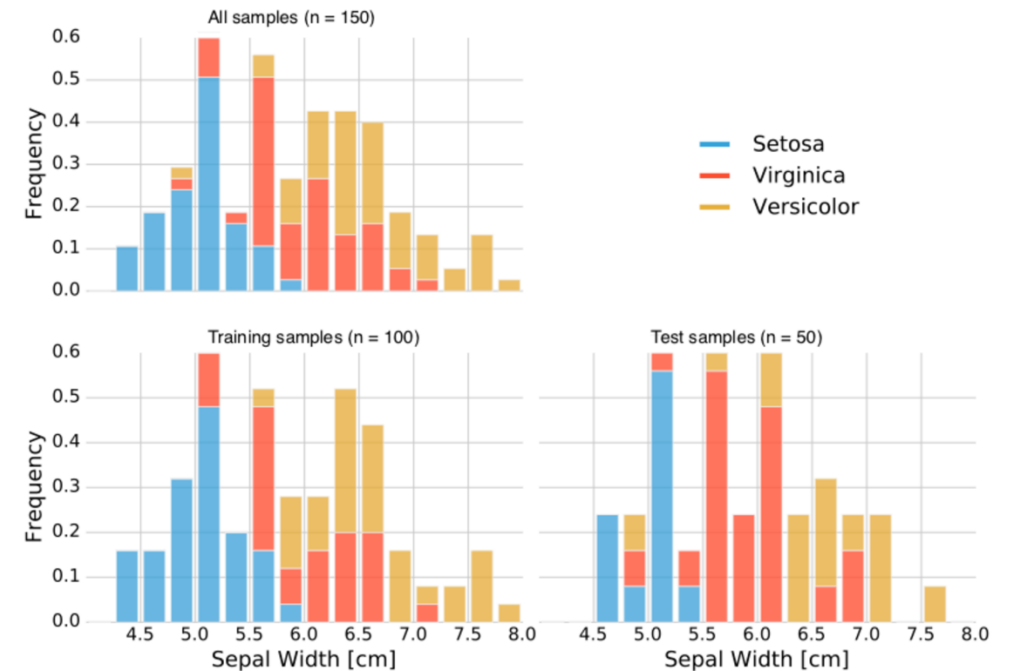 All samples (n = 150)
0.6
0.5
0.4
0.3
0.2
0.1
0.0
Frequency
Setosa
Virginica
Versicolor
Training samples (n = 100)
0.6
0.5
0.4
0.3
0.2
0.1
0.0
Frequency
4.5 5.0 5.5 6.0 6.5 7.0 7.5 8.0
Sepal Width [cm]
Test samples (n = 50)
4.5 5.0 5.5 6.0 6.5 7.0 7.5 8.0
Sepal Width [cm]